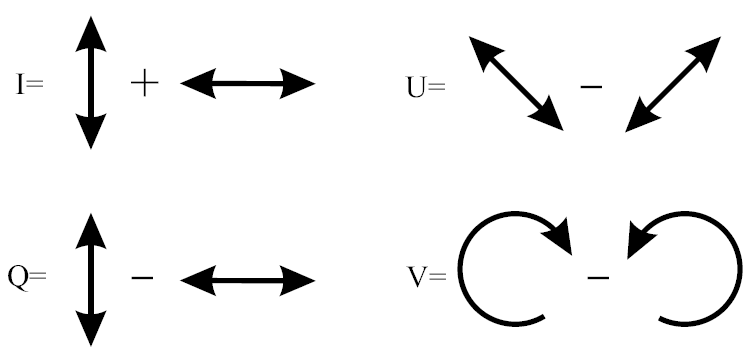 I= +
U= −
Q= −
V= −